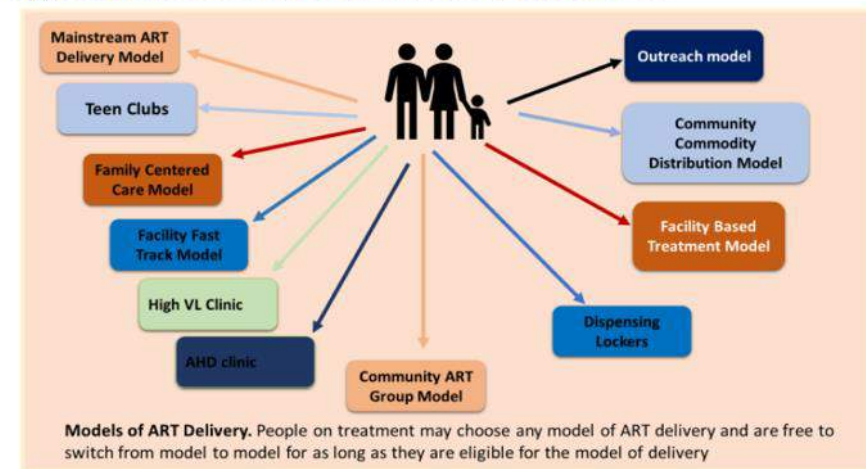 Mainstream ART
Delivery Model
Teen Clubs
Family Centered
Care Model
Facility Fast
Track Model
High VL Clinic
AHD clinic
Community ART
Group Model
Dispensing
Lockers
Facility Based
Treatment Model
Community
Commodity
Distribution Model
Outreach model
Models of ART Delivery. People on treatment may choose any model of ART delivery and are free to
switch from model to model for as long as they are eligible for the model of delivery